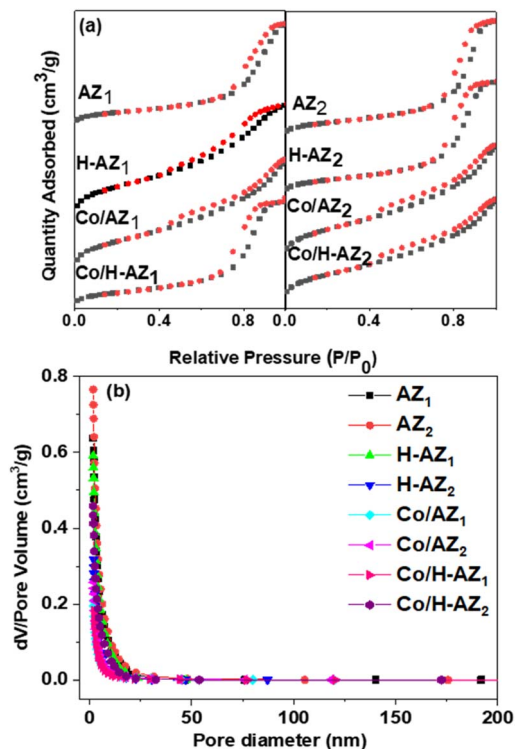 (a)
Quantity Adsorbed (cm³/g)
AZ₁
H-AZ₁
Co/AZ₁
Co/H-AZ₁
AZ₂
H-AZ₂
Co/AZ₂
Co/H-AZ₂
0.0 0.4 0.8 0.0 0.4 0.8
Relative Pressure (P/P₀)
(b)
dV/Pore Volume (cm³/g)
0.8
0.6
0.4
0.2
0.0
AZ₁
AZ₂
H-AZ₁
H-AZ₂
Co/AZ₁
Co/AZ₂
Co/H-AZ₁
Co/H-AZ₂
0 50 100 150 200
Pore diameter (nm)